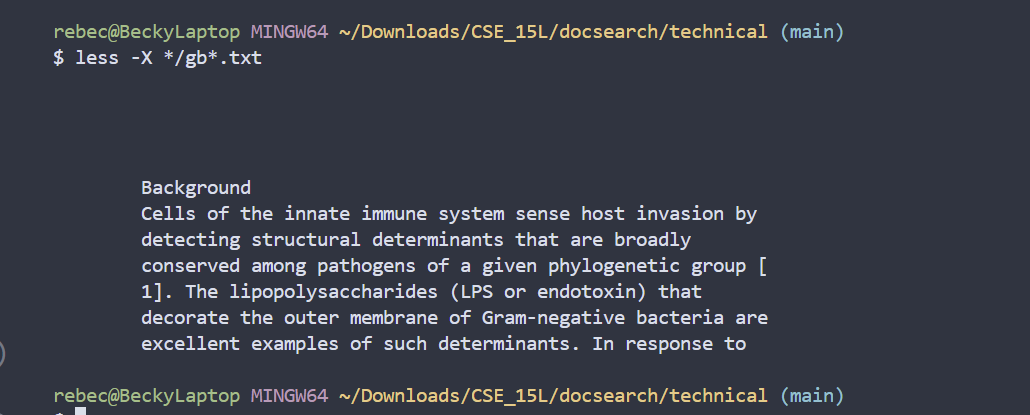 rebec@BeckyLaptop MINGW64 ~/Downloads/CSE_15L/docsearch/technical (main)
$ less -X */gb*.txt
Background
Cells of the innate immune system sense host invasion by
detecting structural determinants that are broadly
conserved among pathogens of a given phylogenetic group [
1]. The lipopolysaccharides (LPS or endotoxin) that
decorate the outer membrane of Gram-negative bacteria are
excellent examples of such determinants. In response to
rebec@BeckyLaptop MINGW64 ~/Downloads/CSE_15L/docsearch/technical (main)
$